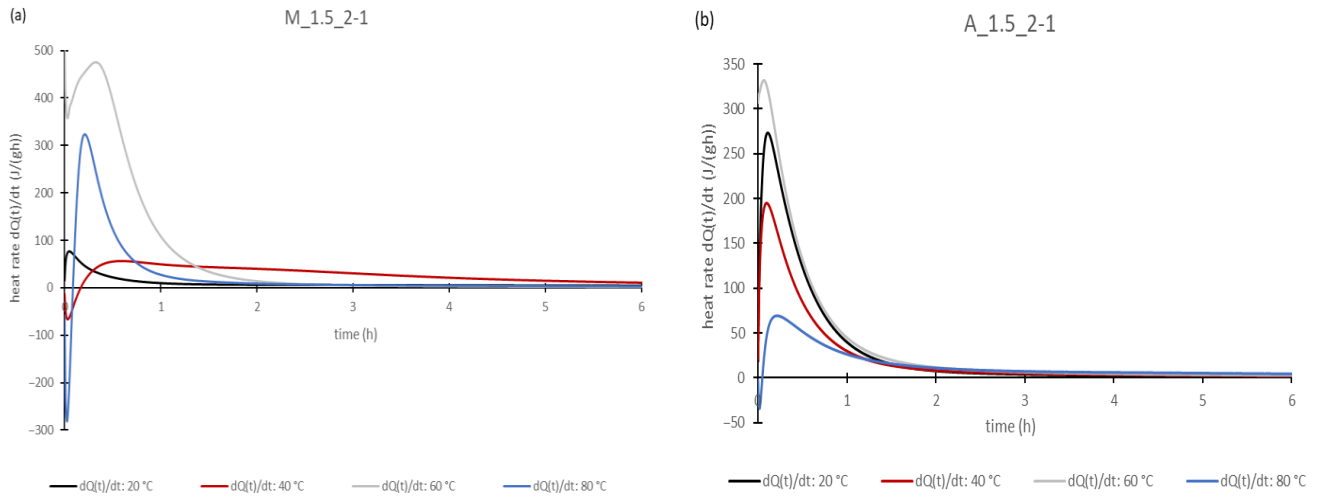 (a)
M_1.5_2-1
heat rate dQ(t)/dt (J/(gh))
500
400
300
200
100
0
−100
−200
−300
0 1 2 3 4 5 6
time (h)
dQ(t)/dt: 20 °C dQ(t)/dt: 40 °C dQ(t)/dt: 60 °C dQ(t)/dt: 80 °C
(b)
A_1.5_2-1
heat rate dQ(t)/dt (J/(gh))
350
300
250
200
150
100
50
0
−50
0 1 2 3 4 5 6
time (h)
dQ(t)/dt: 20 °C dQ(t)/dt: 40 °C dQ(t)/dt: 60 °C dQ(t)/dt: 80 °C